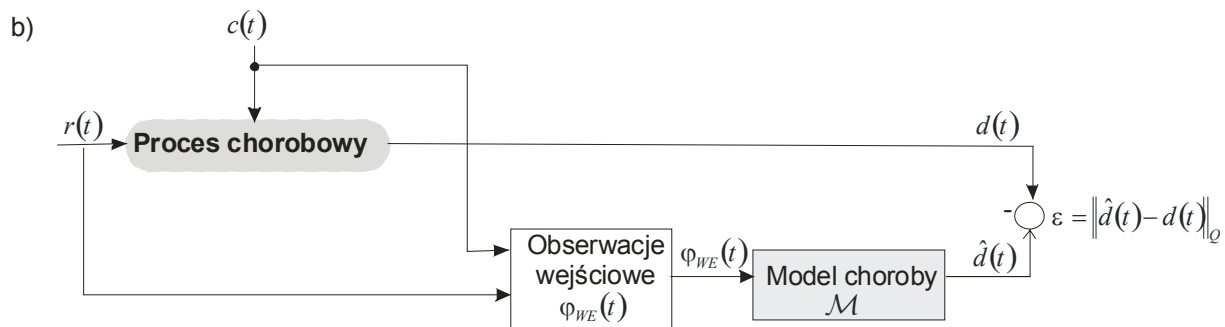 b)
c(t)
r(t)
Proces chorobowy
d(t)
- ε = ‖d̂(t) − d(t)‖_Q
Obserwacje
wejściowe
φ_WE(t)
φ_WE(t)
Model choroby
ℳ
d̂(t)